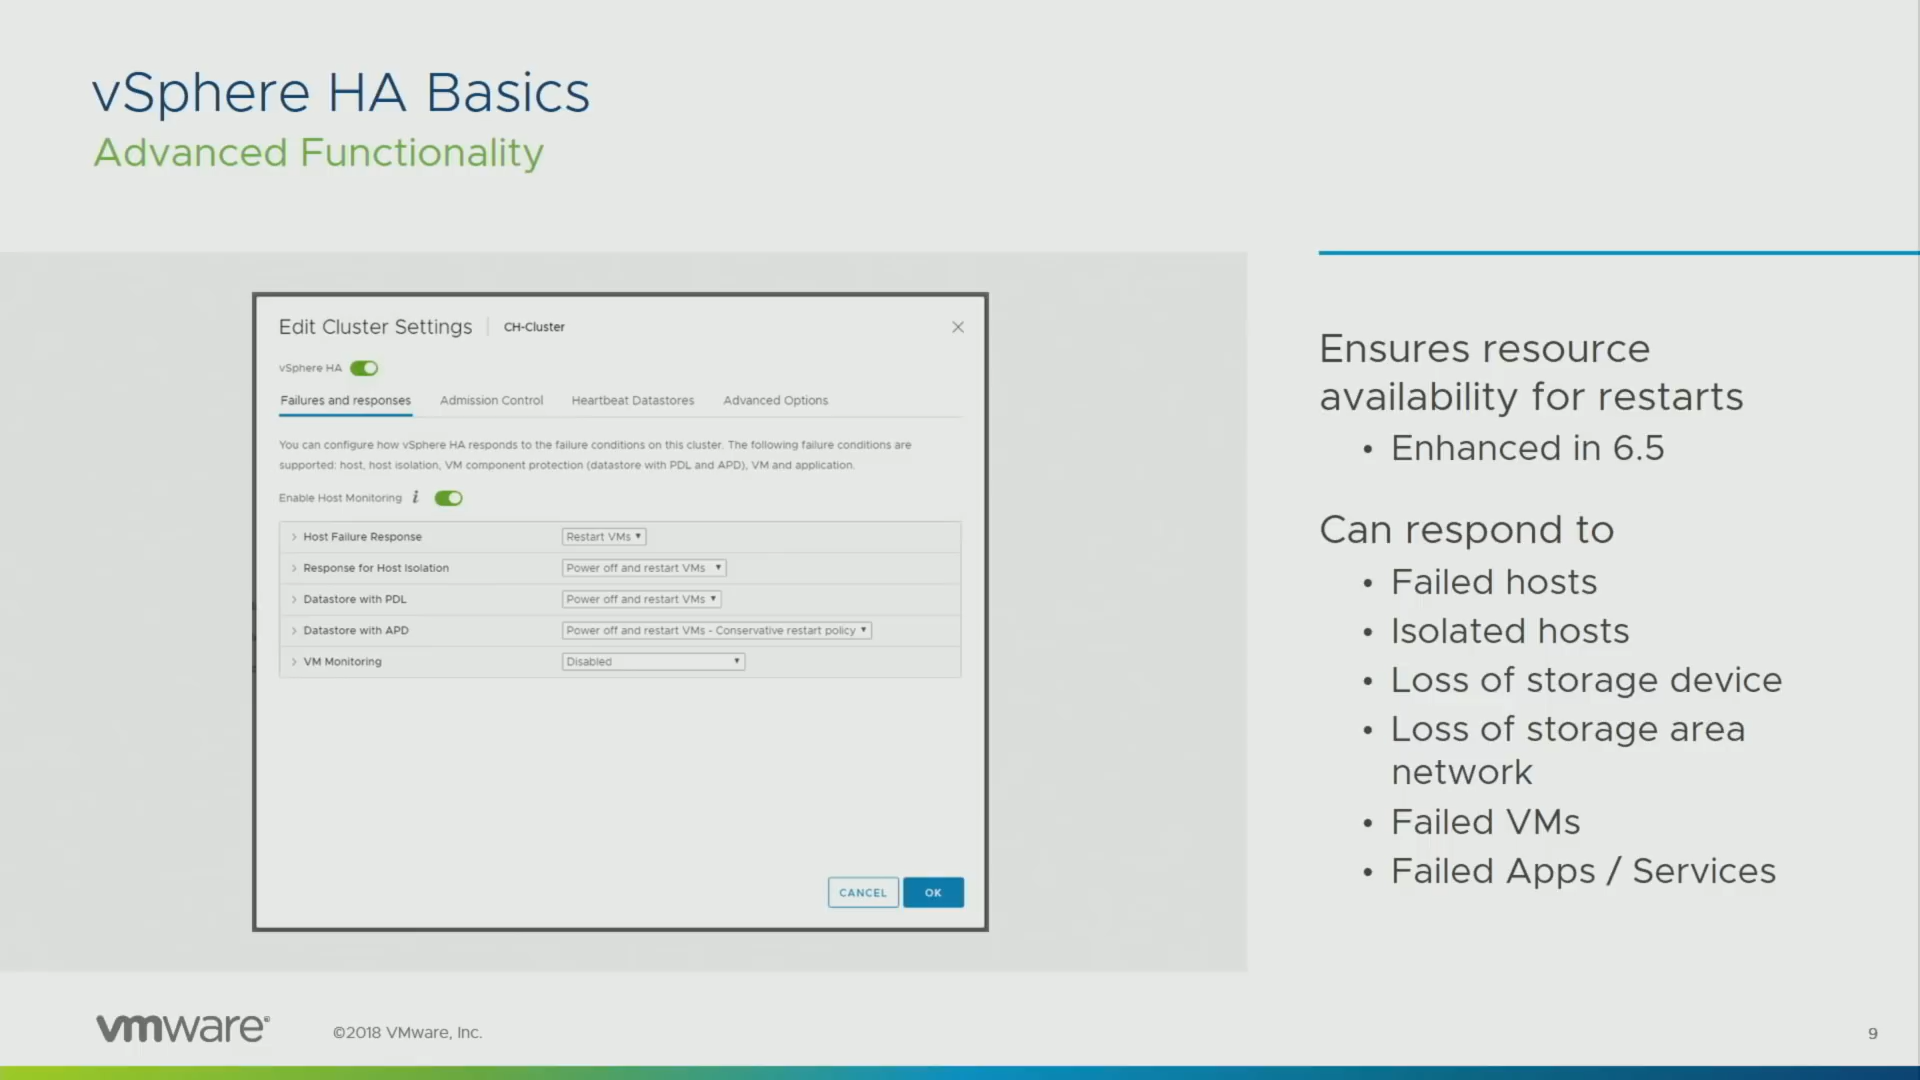 vSphere HA Basics
Advanced Functionality
Edit Cluster Settings | CH-Cluster
vSphere HA
Failures and responses Admission Control Heartbeat Datastores Advanced Options
You can configure how vSphere HA responds to the failure conditions on this cluster. The following failure conditions are
supported: host, host isolation, VM component protection (datastore with PDL and APD), VM and application.
Enable Host Monitoring i
Host Failure Response Restart VMs
Response for Host Isolation Power off and restart VMs
Datastore with PDL Power off and restart VMs
Datastore with APD Power off and restart VMs - Conservative restart policy
VM Monitoring Disabled
CANCEL OK
Ensures resource
availability for restarts
• Enhanced in 6.5
Can respond to
• Failed hosts
• Isolated hosts
• Loss of storage device
• Loss of storage area
network
• Failed VMs
• Failed Apps / Services
vmware®
©2018 VMware, Inc.
9